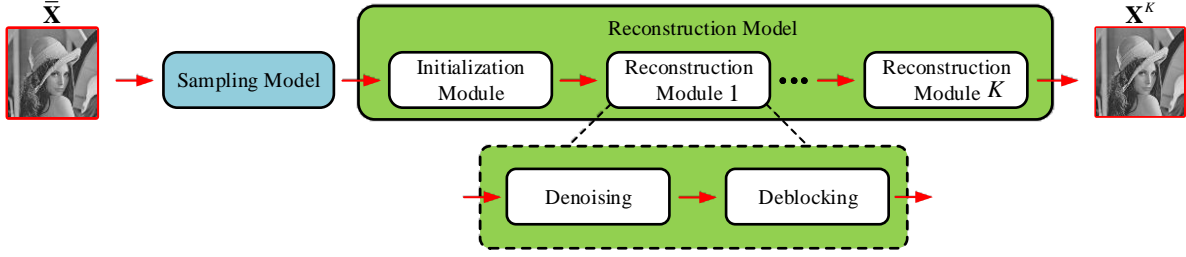 X̄
Sampling Model
Reconstruction Model
Initialization
Module
Reconstruction
Module 1
•••
Reconstruction
Module K
X^K
Denoising
Deblocking